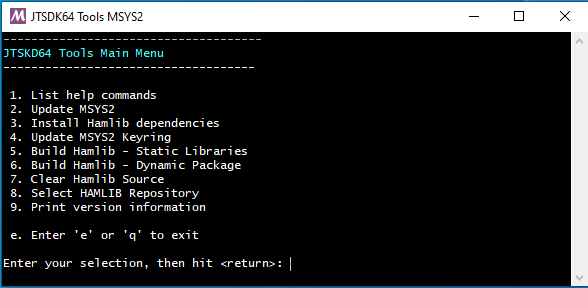 JTSDK64 Tools MSYS2
-------------------------------------
JTSKD64 Tools Main Menu
------------------------------------
1. List help commands
2. Update MSYS2
3. Install Hamlib dependencies
4. Update MSYS2 Keyring
5. Build Hamlib - Static Libraries
6. Build Hamlib - Dynamic Package
7. Clear Hamlib Source
8. Select HAMLIB Repository
9. Print version information
e. Enter 'e' or 'q' to exit
Enter your selection, then hit <return>: